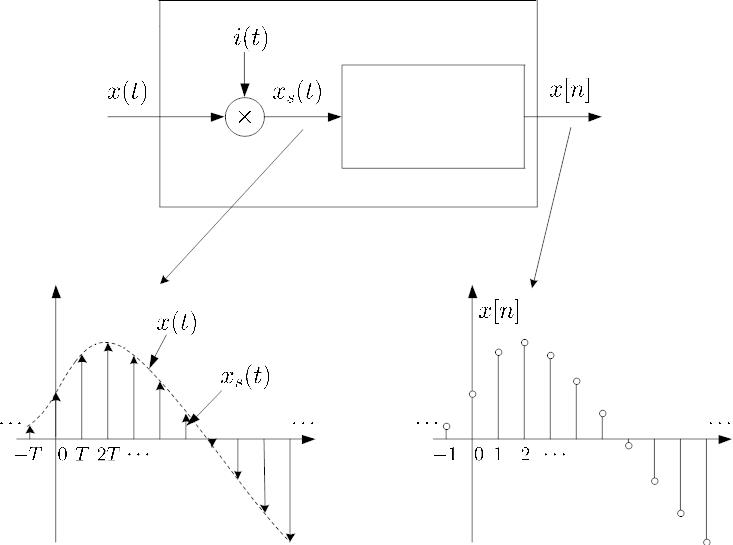 i(t)
x(t) x_s(t) x[n]
×
x[n]
x(t)
x_s(t)
··· ··· ··· ···
−T 0 T 2T ··· −1 0 1 2 ···